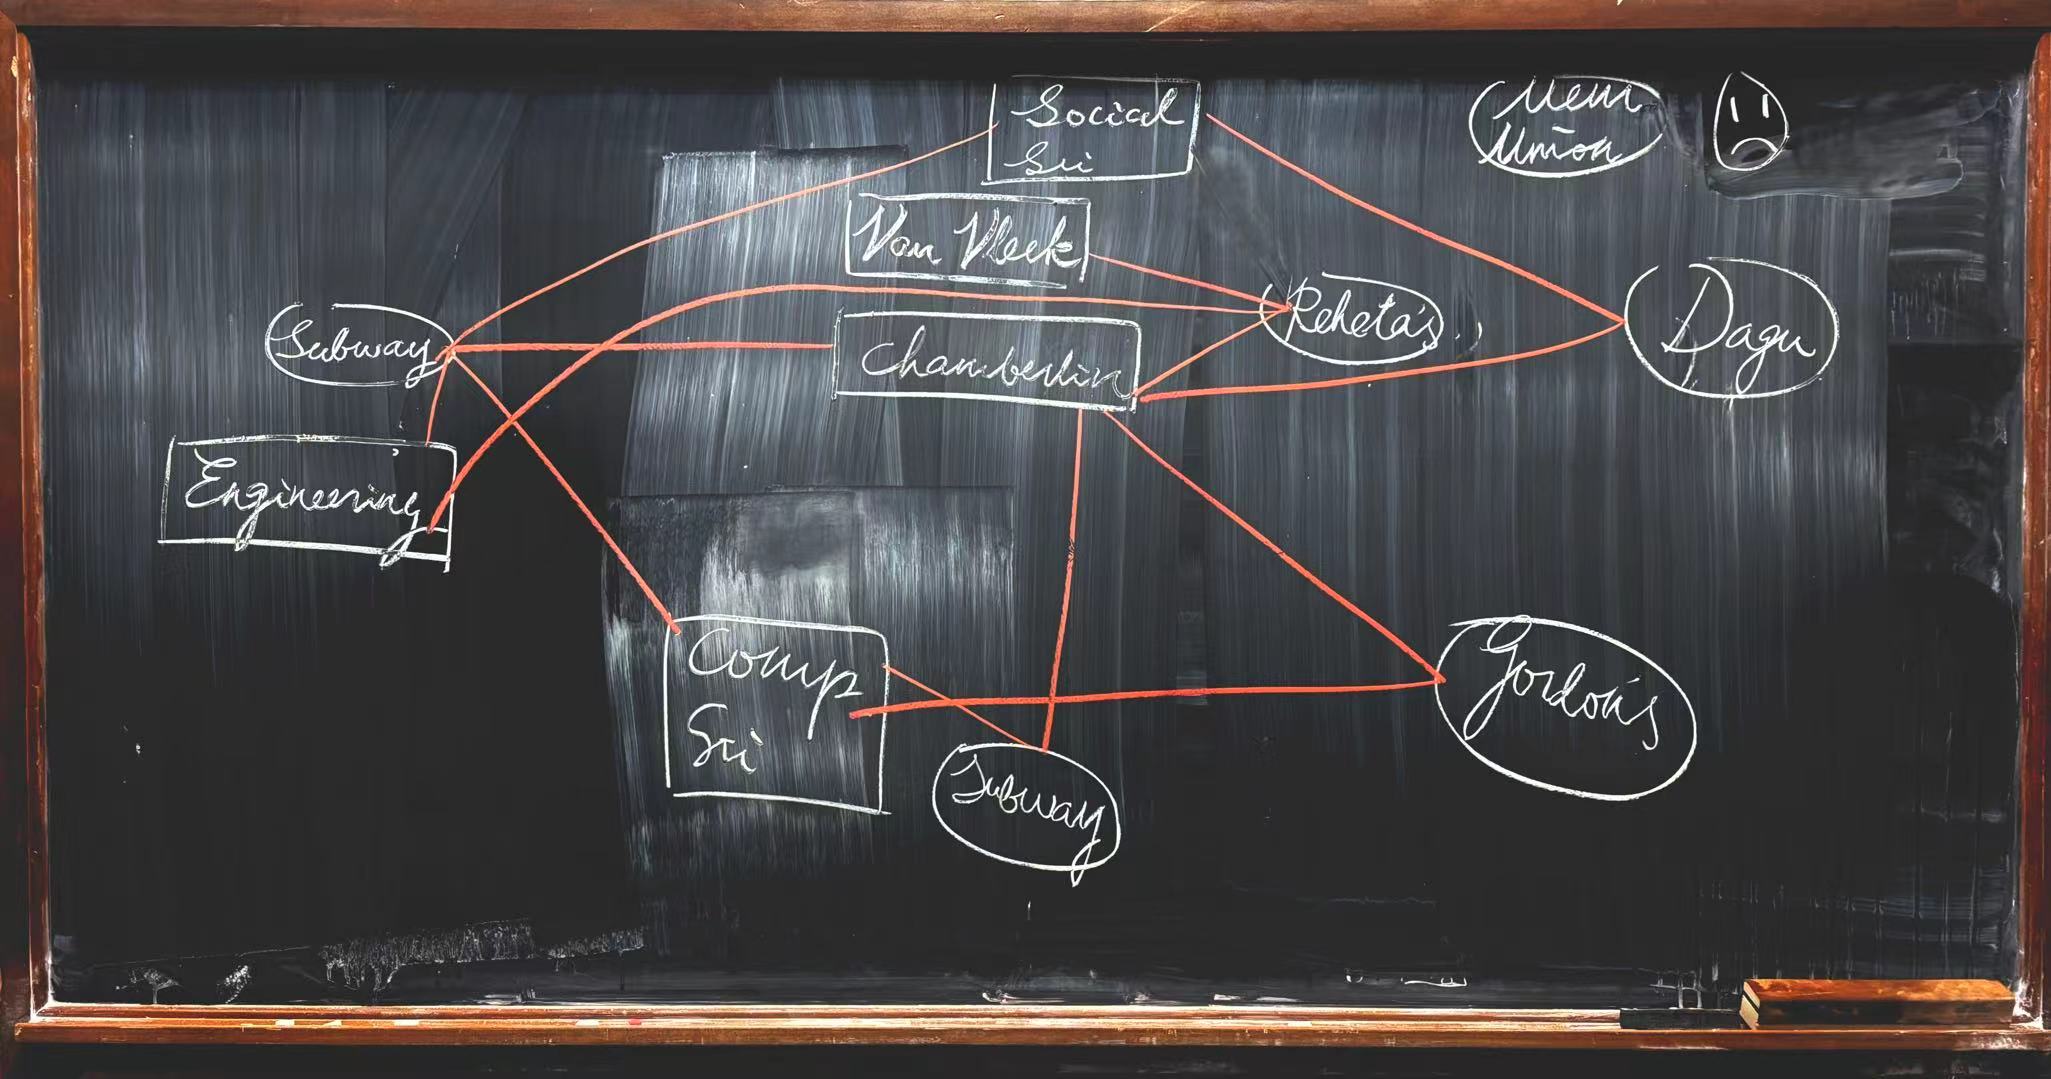 Social
Sci
Mem
Union
Van Vleck
Subway
Reheta's
Dagu
Chamberlin
Engineering
Comp
Sci
Gordon's
Subway